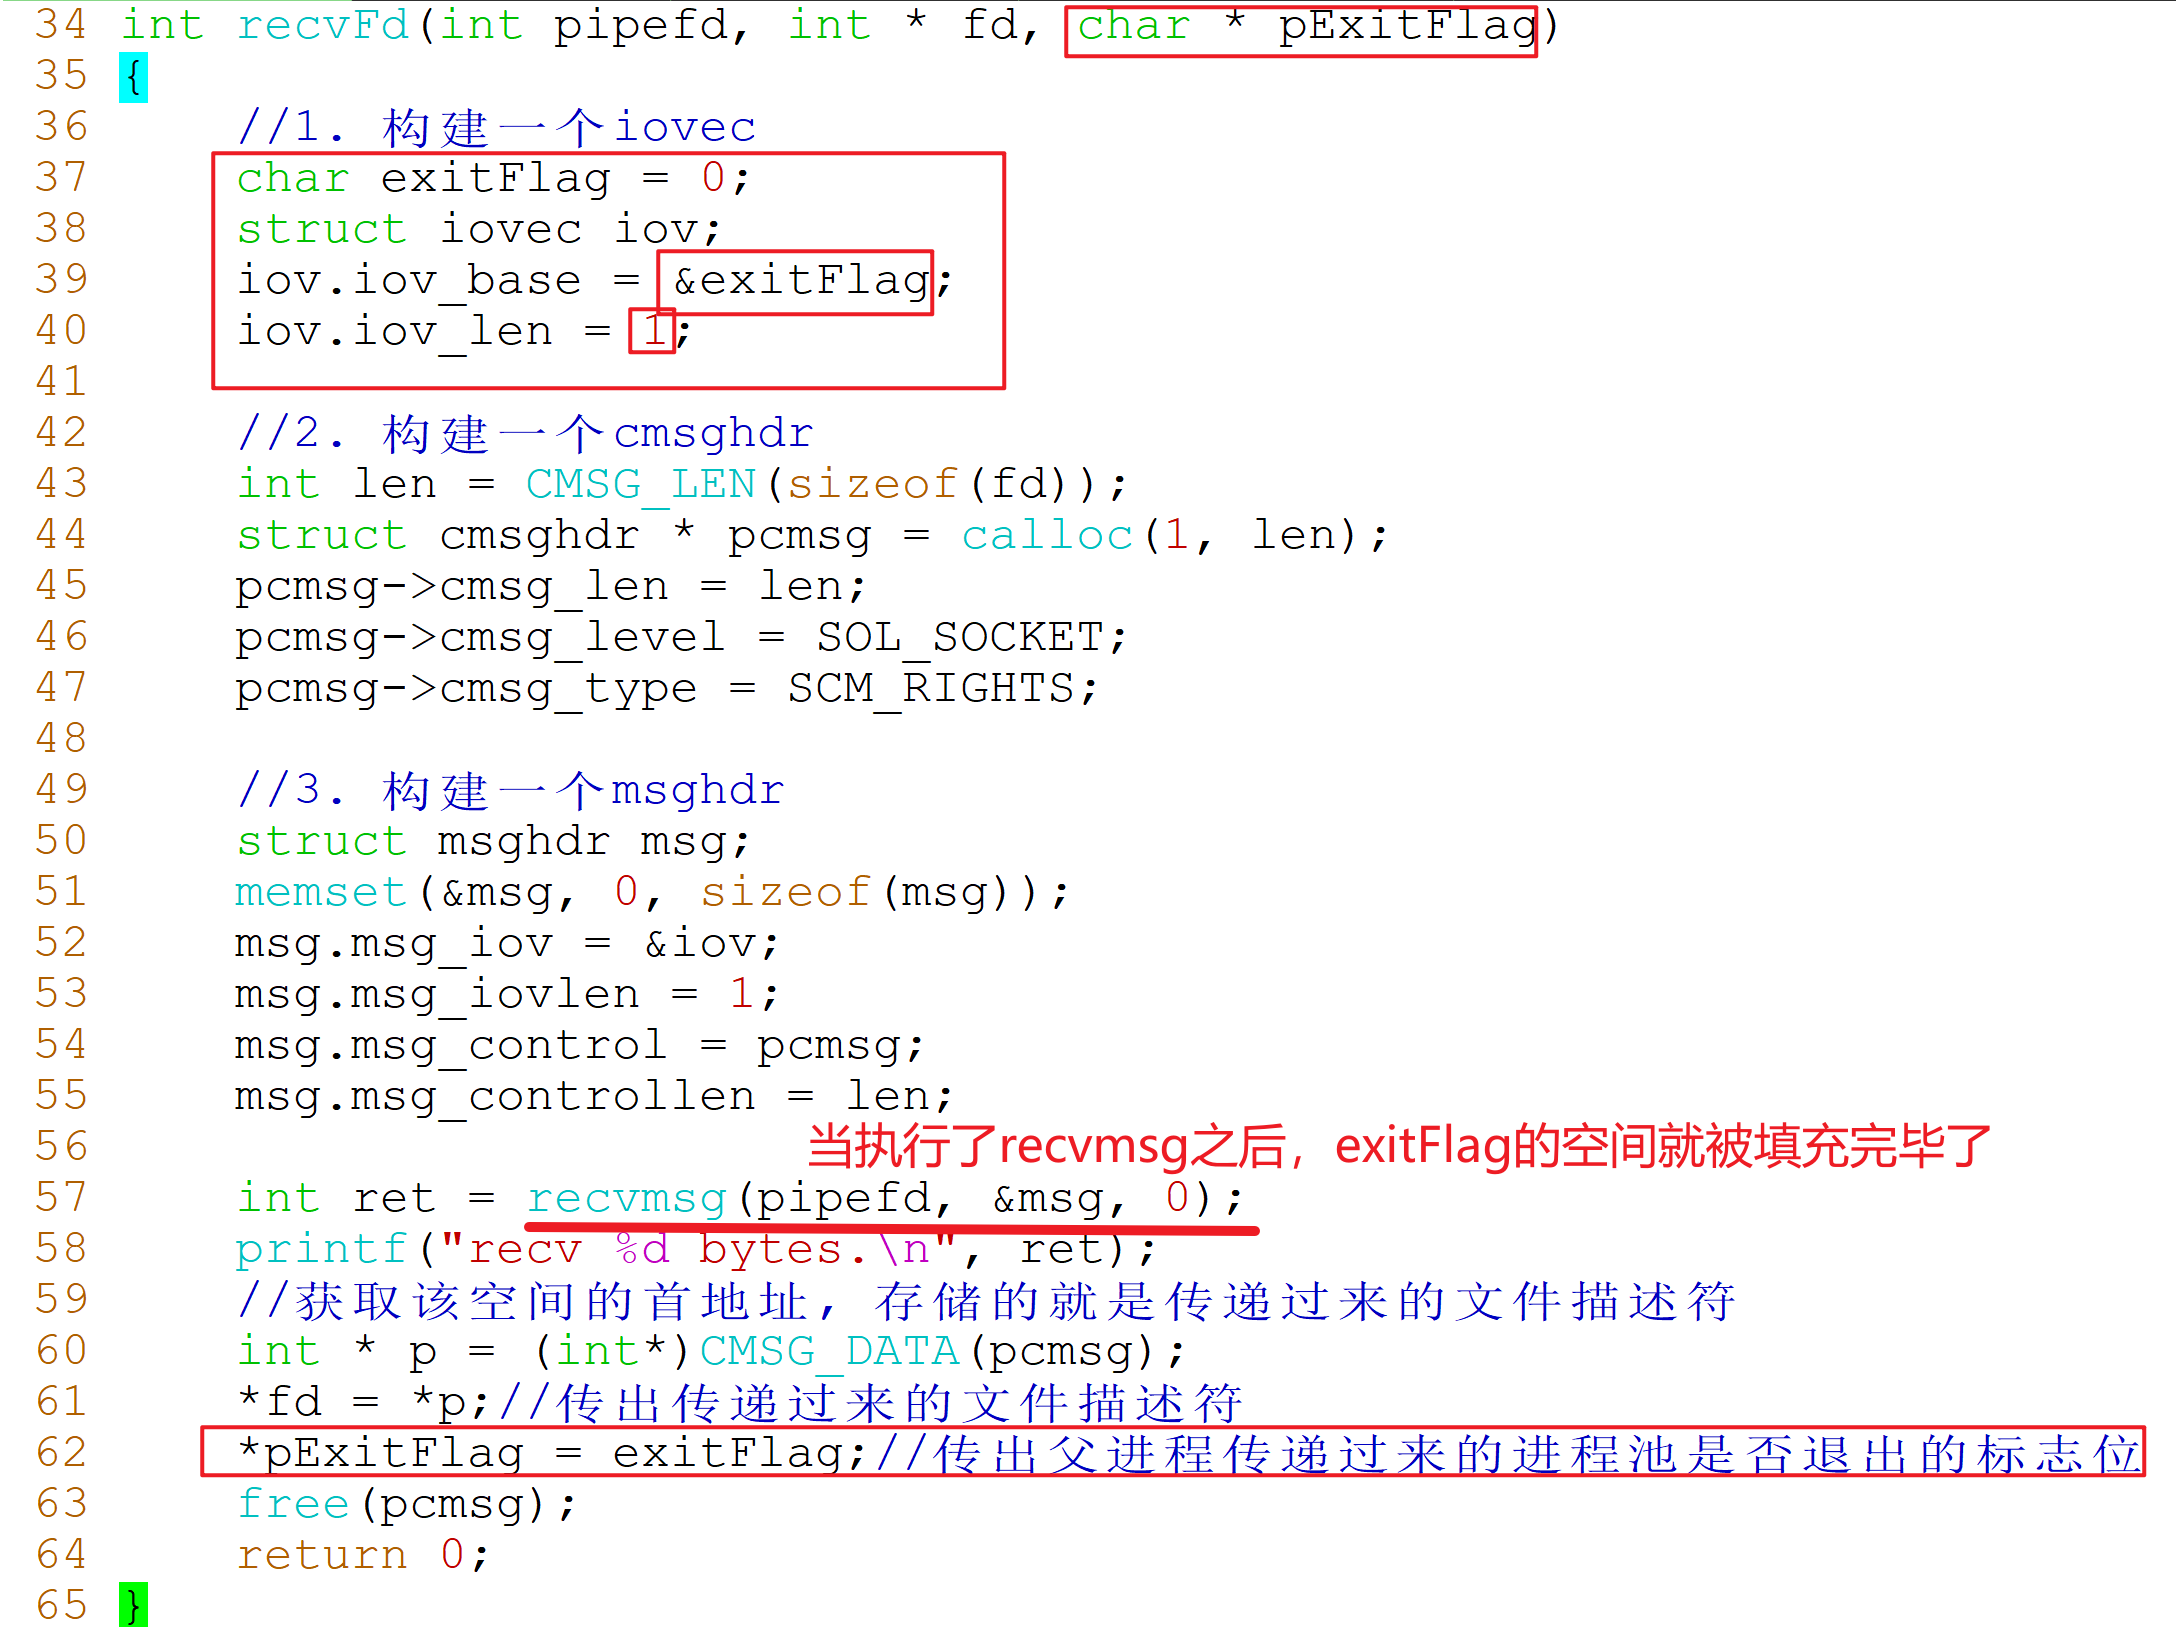 34 int recvFd(int pipefd, int * fd, char * pExitFlag)
35 {
36     //1. 构建一个iovec
37     char exitFlag = 0;
38     struct iovec iov;
39     iov.iov_base = &exitFlag;
40     iov.iov_len = 1;
41
42     //2. 构建一个cmsghdr
43     int len = CMSG_LEN(sizeof(fd));
44     struct cmsghdr * pcmsg = calloc(1, len);
45     pcmsg->cmsg_len = len;
46     pcmsg->cmsg_level = SOL_SOCKET;
47     pcmsg->cmsg_type = SCM_RIGHTS;
48
49     //3. 构建一个msghdr
50     struct msghdr msg;
51     memset(&msg, 0, sizeof(msg));
52     msg.msg_iov = &iov;
53     msg.msg_iovlen = 1;
54     msg.msg_control = pcmsg;
55     msg.msg_controllen = len;
当执行了recvmsg之后，exitFlag的空间就被填充完毕了
56
57     int ret = recvmsg(pipefd, &msg, 0);
58     printf("recv %d bytes.\n", ret);
59     //获取该空间的首地址, 存储的就是传递过来的文件描述符
60     int * p = (int*)CMSG_DATA(pcmsg);
61     *fd = *p;//传出传递过来的文件描述符
62     *pExitFlag = exitFlag;//传出父进程传递过来的进程池是否退出的标志位
63     free(pcmsg);
64     return 0;
65 }